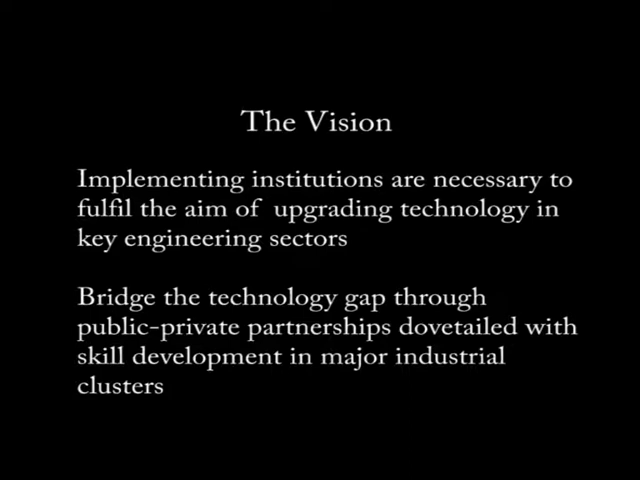 The Vision
Implementing institutions are necessary to
fulfil the aim of upgrading technology in
key engineering sectors
Bridge the technology gap through
public-private partnerships dovetailed with
skill development in major industrial
clusters